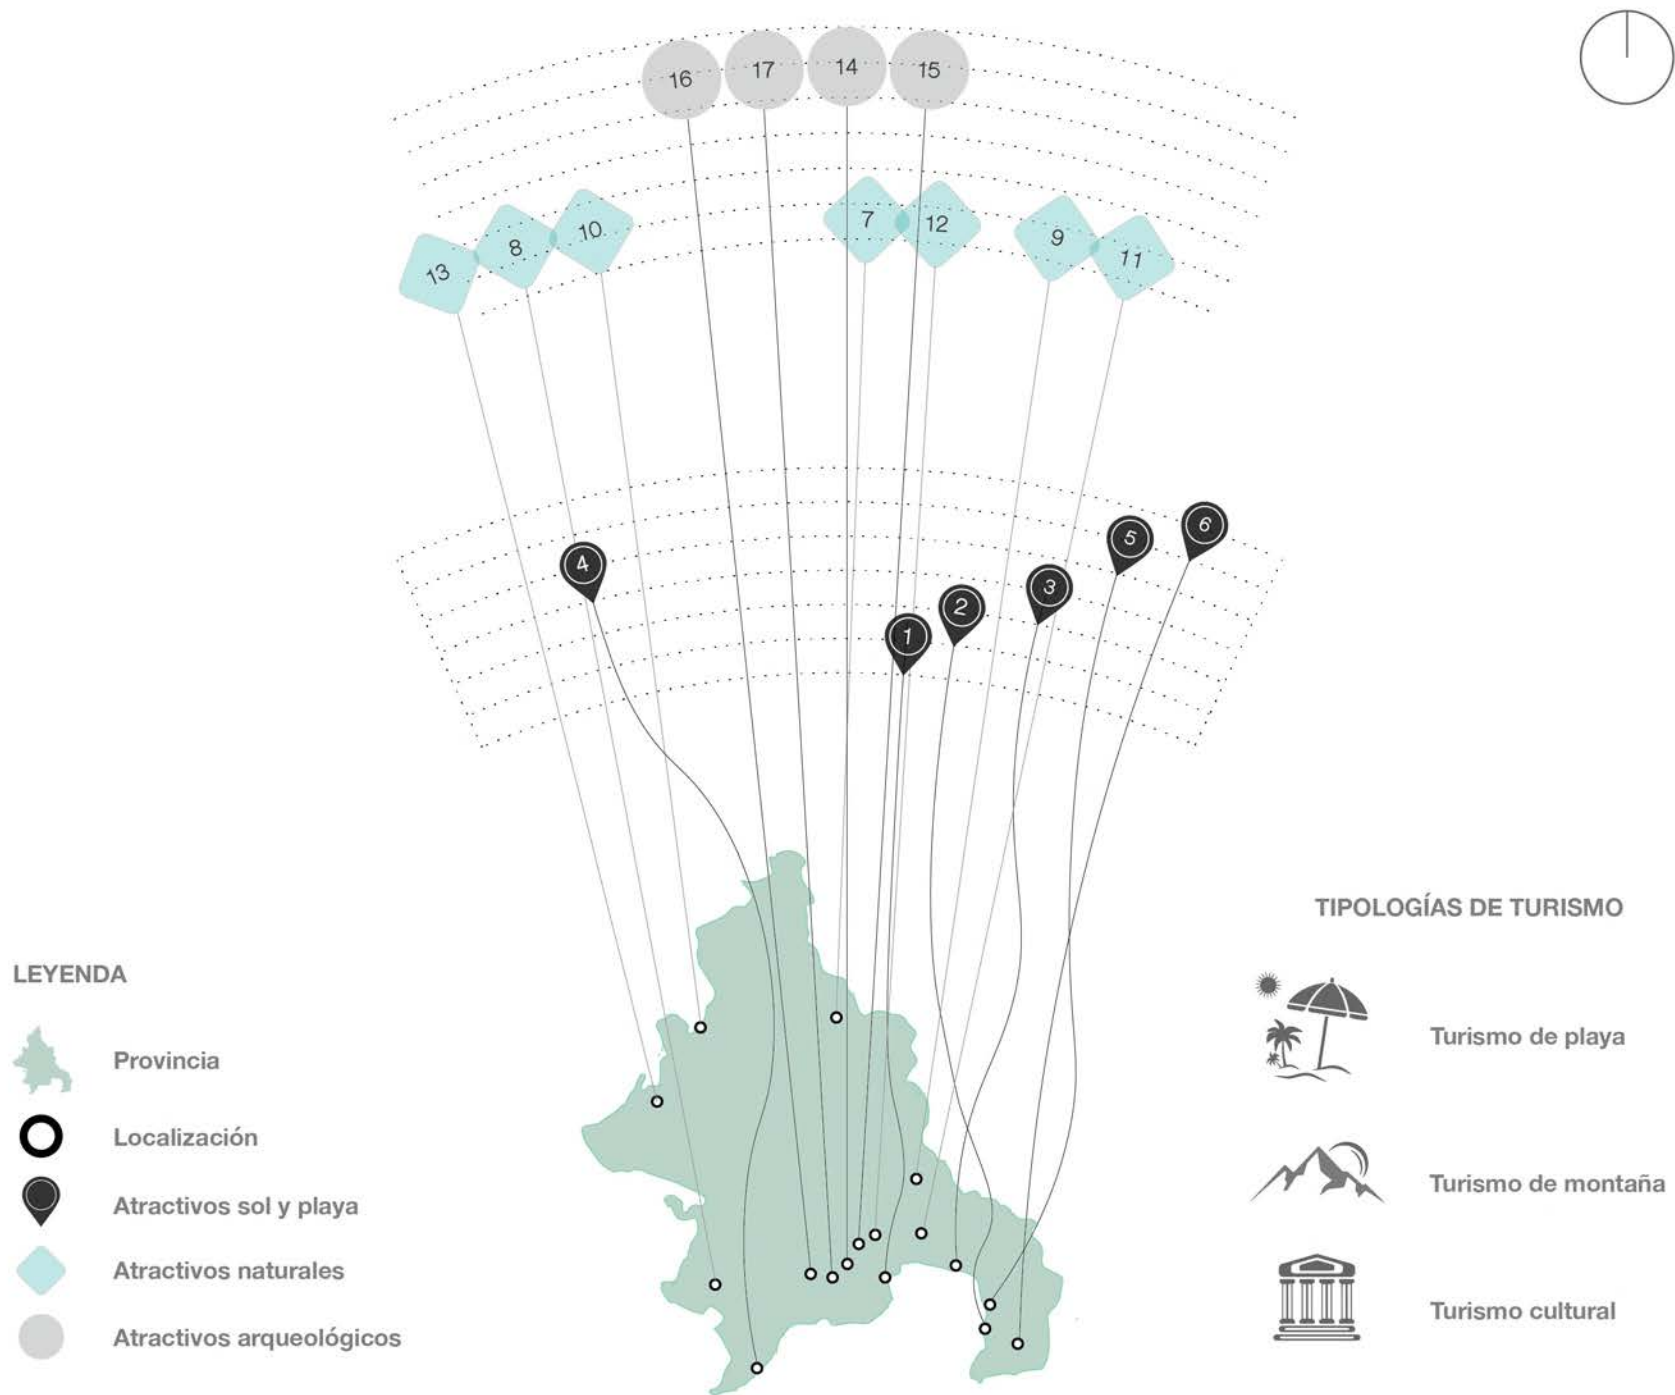 16
17
14
15
13
8
10
7
12
9
11
4
1
2
3
5
6
LEYENDA
Provincia
Localización
Atractivos sol y playa
Atractivos naturales
Atractivos arqueológicos
TIPOLOGÍAS DE TURISMO
Turismo de playa
Turismo de montaña
Turismo cultural